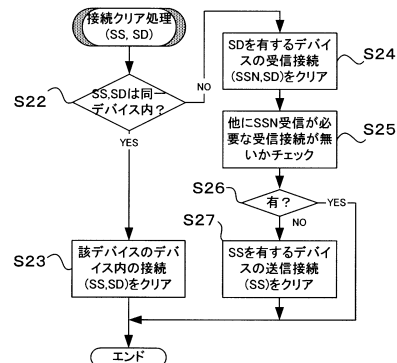 接続クリア処理
(SS, SD)
S22
SS,SDは同一
デバイス内?
NO
YES
S23
該デバイスのデバ
イス内の接続
(SS,SD)をクリア
SDを有するデバイ
スの受信接続
(SSN,SD)をクリア
S24
他にSSN受信が必
要な受信接続が無
いかチェック
S25
S26
有?
YES
NO
S27
SSを有するデバイス
の送信接続
(SS)をクリア
エンド